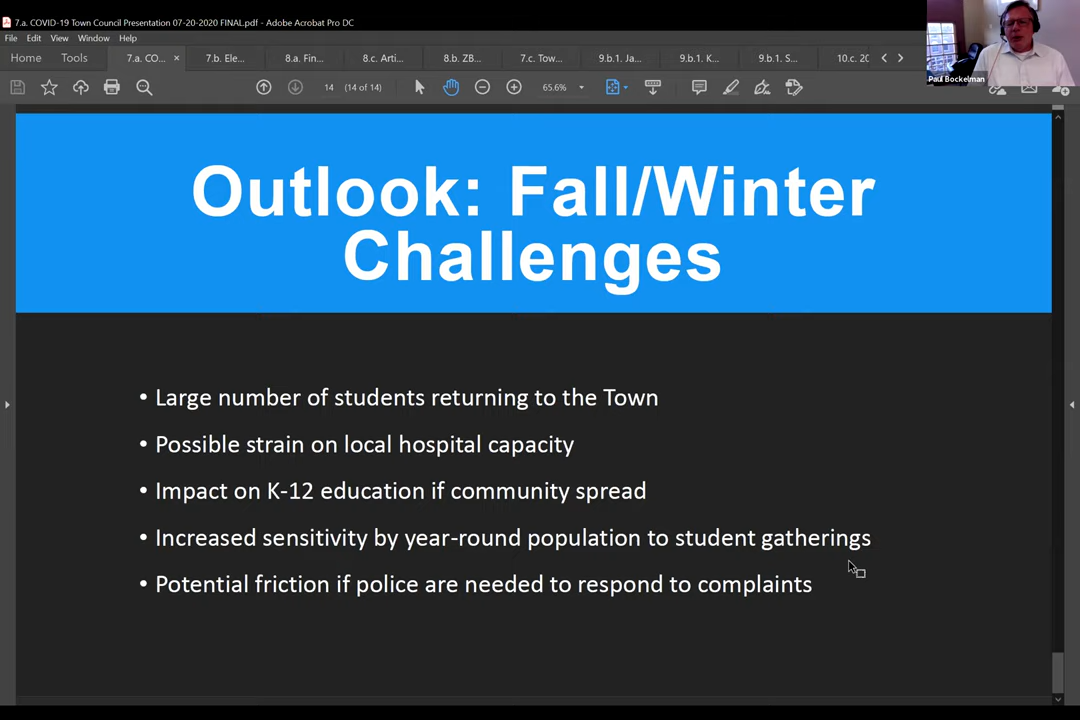 7.a. COVID-19 Town Council Presentation 07-20-2020 FINAL.pdf - Adobe Acrobat Pro DC
File Edit View Window Help
Home Tools 7.a. CO... × 7.b. Ele... 8.a. Fin... 8.c. Arti... 8.b. ZB... 7.c. Tow... 9.b.1. Ja... 9.b.1. K... 9.b.1. S... 10.c. 20
14 (14 of 14) 65.6%
Paul Bockelman
Outlook: Fall/Winter
Challenges
• Large number of students returning to the Town
• Possible strain on local hospital capacity
• Impact on K-12 education if community spread
• Increased sensitivity by year-round population to student gatherings
• Potential friction if police are needed to respond to complaints